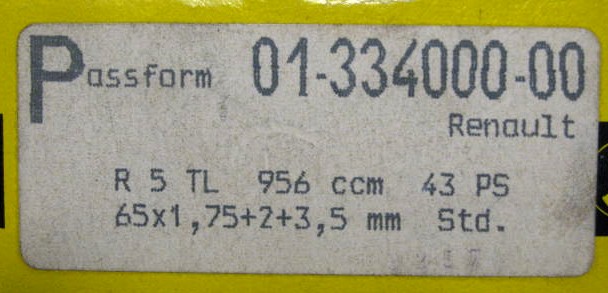 Passform 01-334000-00
Renault
R 5 TL 956 ccm 43 PS
65x1,75+2+3,5 mm Std.